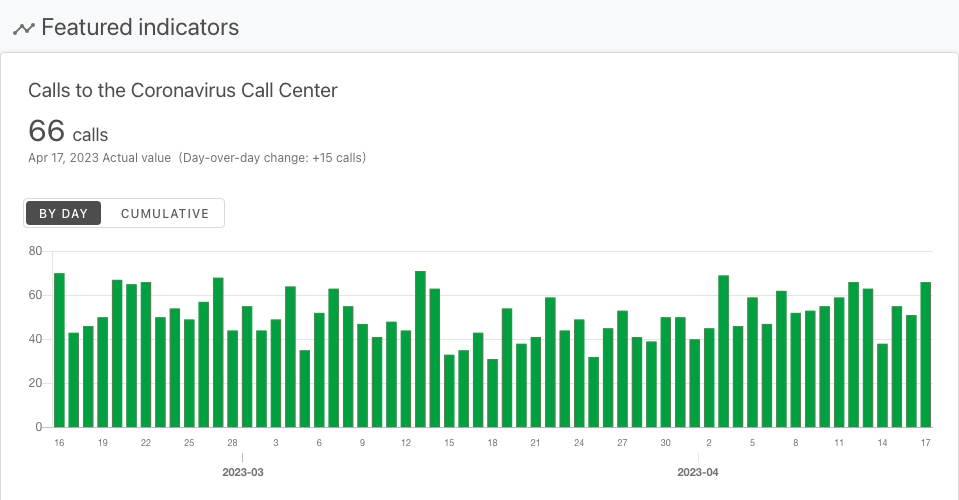 Featured indicators
Calls to the Coronavirus Call Center
66 calls
Apr 17, 2023 Actual value (Day-over-day change: +15 calls)
BY DAY CUMULATIVE
80
60
40
20
0
16 19 22 25 28 3 6 9 12 15 18 21 24 27 30 2 5 8 11 14 17
2023-03 2023-04